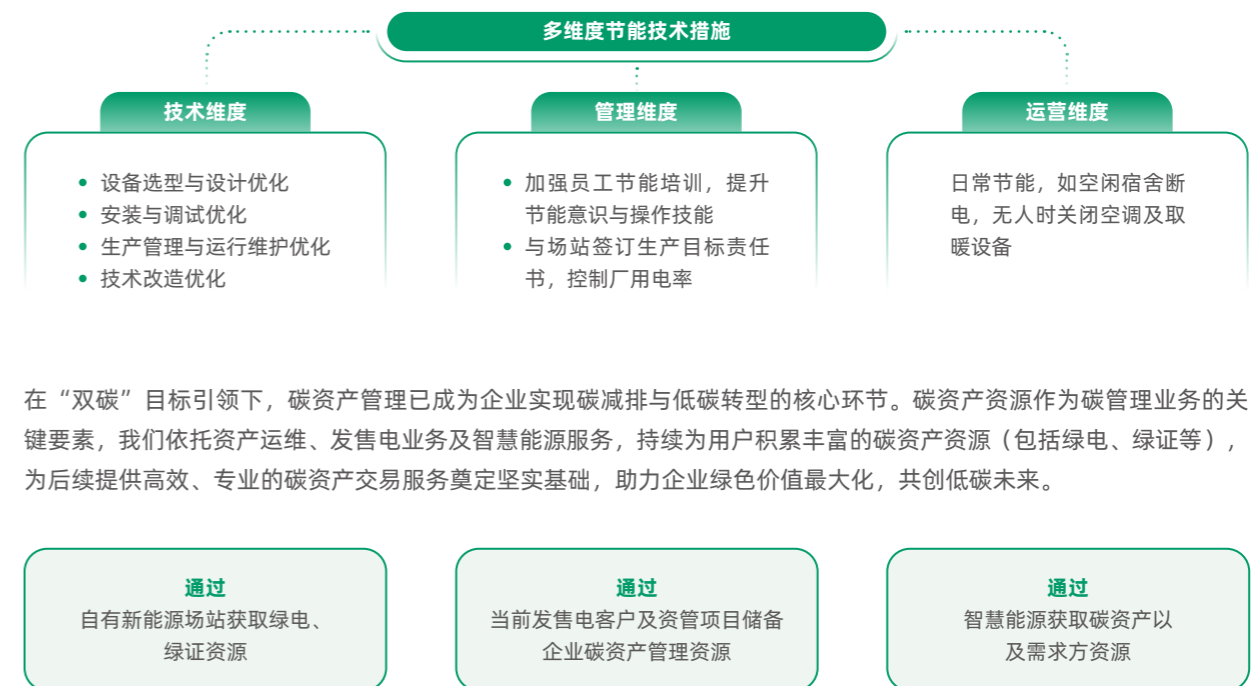 多维度节能技术措施
技术维度
设备选型与设计优化
安装与调试优化
生产管理与运行维护优化
技术改造优化
管理维度
加强员工节能培训，提升
节能意识与操作技能
与场站签订生产目标责任
书，控制厂用电率
运营维度
日常节能，如空闲宿舍断
电，无人时关闭空调及取
暖设备
在“双碳”目标引领下，碳资产管理已成为企业实现碳减排与低碳转型的核心环节。碳资产资源作为碳管理业务的关
键要素，我们依托资产运维、发售电业务及智慧能源服务，持续为用户积累丰富的碳资产资源（包括绿电、绿证等），
为后续提供高效、专业的碳资产交易服务奠定坚实基础，助力企业绿色价值最大化，共创低碳未来。
通过
自有新能源场站获取绿电、
绿证资源
通过
当前发售电客户及资管项目储备
企业碳资产管理资源
通过
智慧能源获取碳资产以
及需求方资源